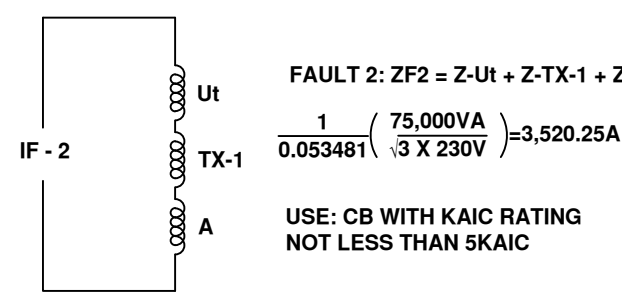 FAULT 2: ZF2 = Z-Ut + Z-TX-1 + Z
Ut
1/0.053481 ( 75,000VA / √3 X 230V ) =3,520.25A
IF - 2
TX-1
A
USE: CB WITH KAIC RATING
NOT LESS THAN 5KAIC